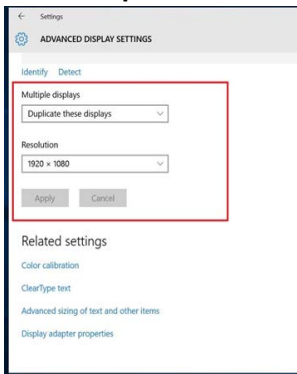 Settings
ADVANCED DISPLAY SETTINGS
Identify Detect
Multiple displays
Duplicate these displays
Resolution
1920 × 1080
Apply Cancel
Related settings
Color calibration
ClearType text
Advanced sizing of text and other items
Display adapter properties